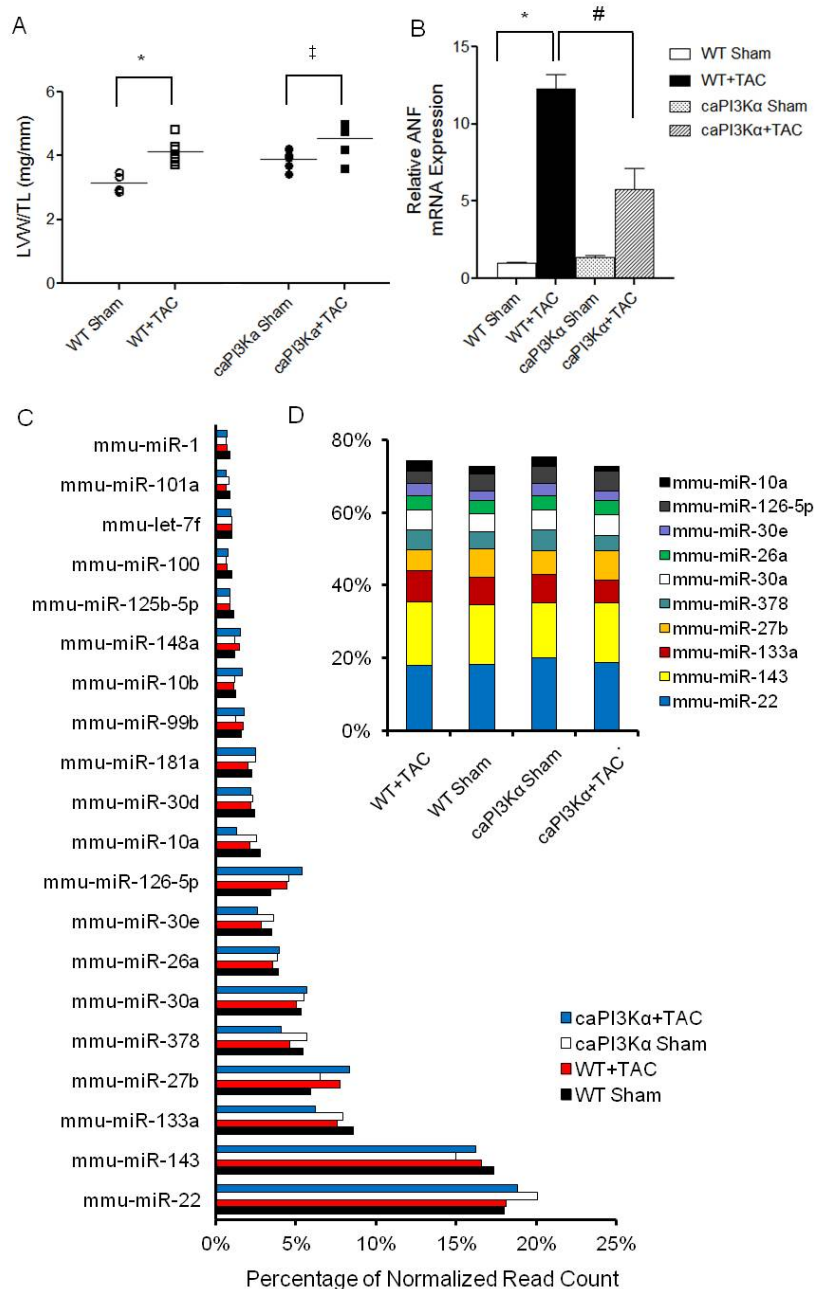 A
*
‡
6
4
2
0
LVW/TL (mg/mm)
WT Sham
WT+TAC
caPI3Ka Sham
caPI3Ka+TAC
B
*
#
15
10
5
0
Relative ANF
mRNA Expression
WT Sham
WT+TAC
caPI3Kα Sham
caPI3Kα+TAC
WT Sham
WT+TAC
caPI3Kα Sham
caPI3Kα+TAC
C
mmu-miR-1
mmu-miR-101a
mmu-let-7f
mmu-miR-100
mmu-miR-125b-5p
mmu-miR-148a
mmu-miR-10b
mmu-miR-99b
mmu-miR-181a
mmu-miR-30d
mmu-miR-10a
mmu-miR-126-5p
mmu-miR-30e
mmu-miR-26a
mmu-miR-30a
mmu-miR-378
mmu-miR-27b
mmu-miR-133a
mmu-miR-143
mmu-miR-22
0% 5% 10% 15% 20% 25%
Percentage of Normalized Read Count
caPI3Kα+TAC
caPI3Kα Sham
WT+TAC
WT Sham
D
80%
60%
40%
20%
0%
WT+TAC
WT Sham
caPI3Kα Sham
caPI3Kα+TAC
mmu-miR-10a
mmu-miR-126-5p
mmu-miR-30e
mmu-miR-26a
mmu-miR-30a
mmu-miR-378
mmu-miR-27b
mmu-miR-133a
mmu-miR-143
mmu-miR-22